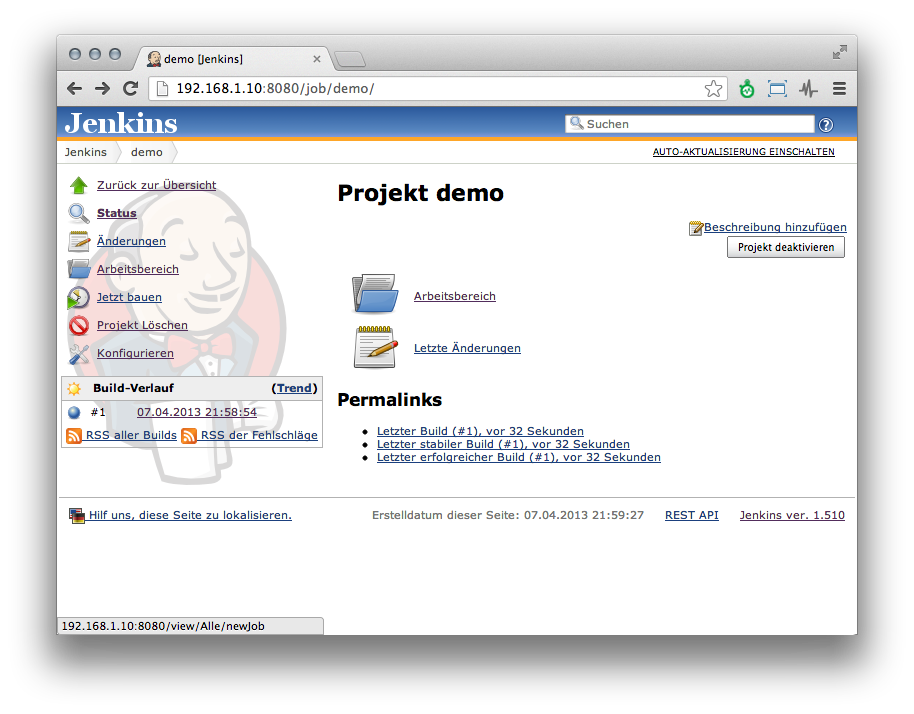 demo [Jenkins]
192.168.1.10:8080/job/demo/
Jenkins
Suchen
Jenkins demo
AUTO-AKTUALISIERUNG EINSCHALTEN
Zurück zur Übersicht
Status
Änderungen
Arbeitsbereich
Jetzt bauen
Projekt Löschen
Konfigurieren
Build-Verlauf (Trend)
#1 07.04.2013 21:58:54
RSS aller Builds RSS der Fehlschläge
Projekt demo
Beschreibung hinzufügen
Projekt deaktivieren
Arbeitsbereich
Letzte Änderungen
Permalinks
Letzter Build (#1), vor 32 Sekunden
Letzter stabiler Build (#1), vor 32 Sekunden
Letzter erfolgreicher Build (#1), vor 32 Sekunden
Hilf uns, diese Seite zu lokalisieren.
Erstelldatum dieser Seite: 07.04.2013 21:59:27 REST API Jenkins ver. 1.510
192.168.1.10:8080/view/Alle/newJob